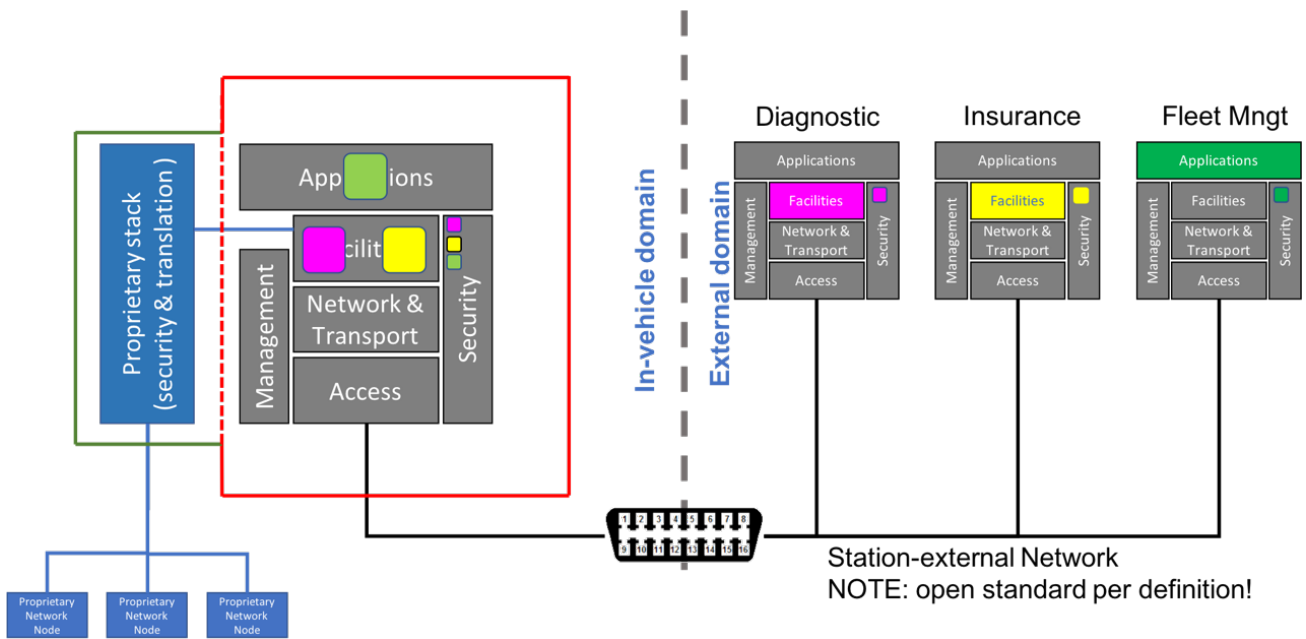 Proprietary stack
(security & translation )
App ions
cilit
Management
Network &
Transport
Access
Security
Proprietary
Network
Node
Proprietary
Network
Node
Proprietary
Network
Node
In-vehicle domain
External domain
1 2 3 4 5 6 7 8
9 10 11 12 13 14 15 16
Diagnostic
Applications
Management
Facilities
Network &
Transport
Access
Security
Insurance
Applications
Management
Facilities
Network &
Transport
Access
Security
Fleet Mngt
Applications
Management
Facilities
Network &
Transport
Access
Security
Station-external Network
NOTE: open standard per definition!